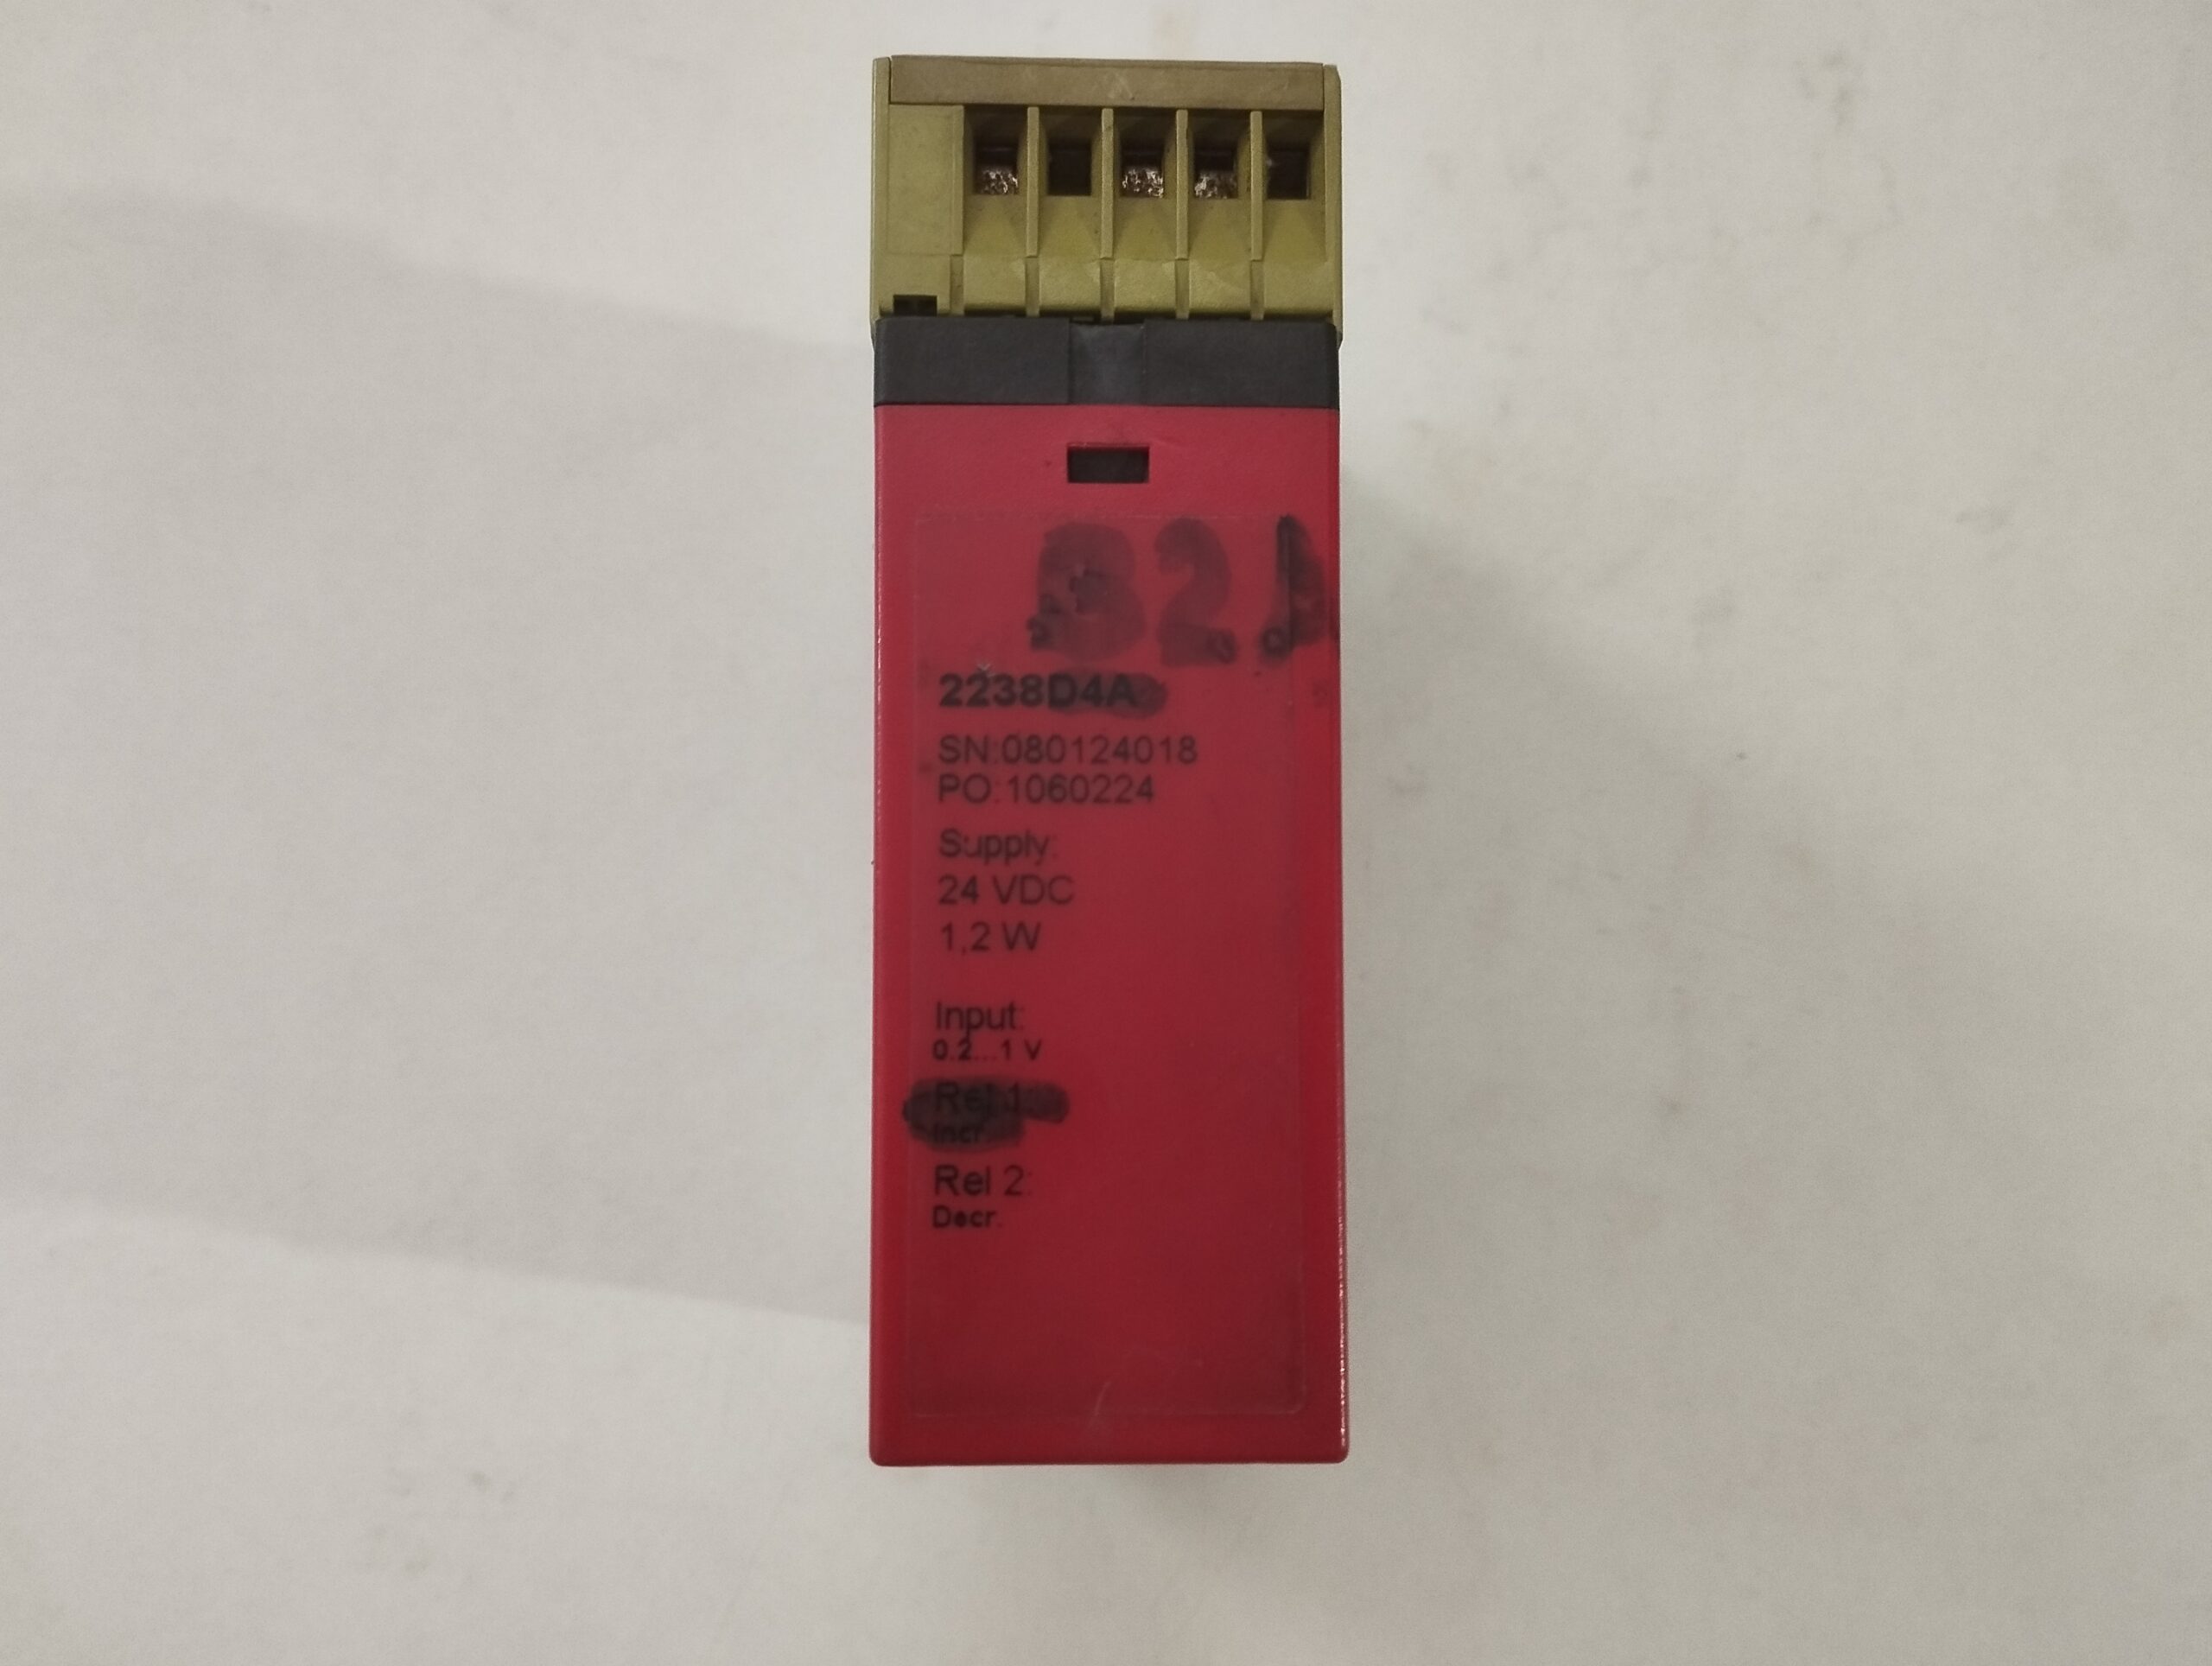 B2A
2238D4A
SN:080124018
PO:1060224
Supply:
24 VDC
1,2 W
Input:
0.2...1 V
Rel 1:
Incr.
Rel 2:
Decr.